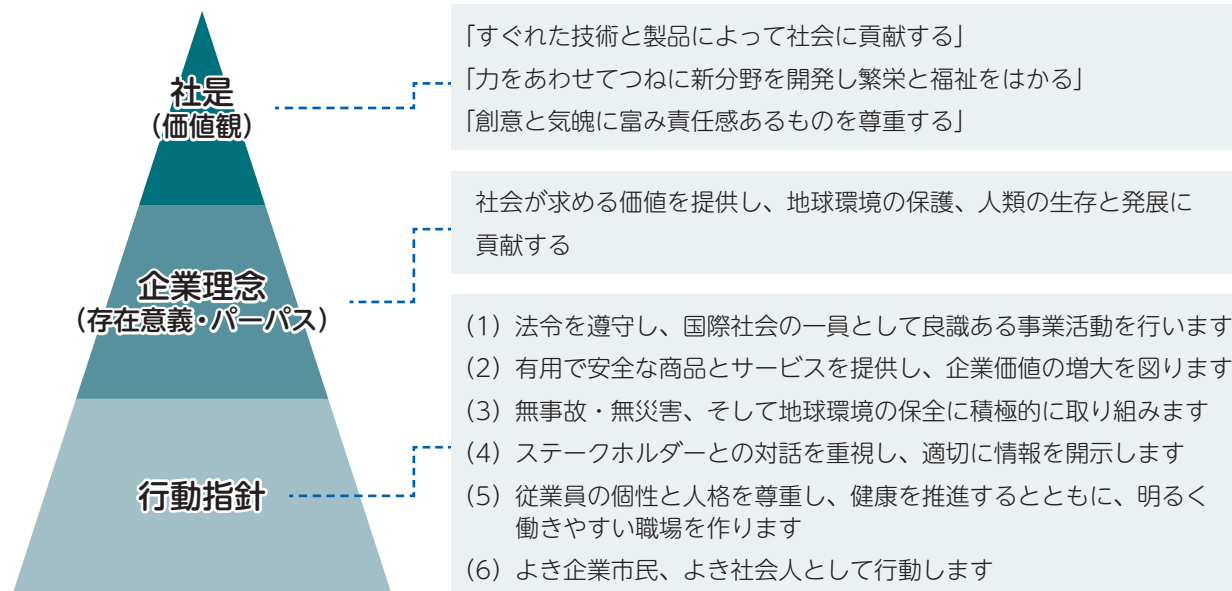 社是
（価値観）
「すぐれた技術と製品によって社会に貢献する」
「力をあわせてつねに新分野を開発し繁栄と福祉をはかる」
「創意と気魄に富み責任感あるものを尊重する」
企業理念
（存在意義・パーパス）
社会が求める価値を提供し、地球環境の保護、人類の生存と発展に
貢献する
行動指針
（1）法令を遵守し、国際社会の一員として良識ある事業活動を行います
（2）有用で安全な商品とサービスを提供し、企業価値の増大を図ります
（3）無事故・無災害、そして地球環境の保全に積極的に取り組みます
（4）ステークホルダーとの対話を重視し、適切に情報を開示します
（5）従業員の個性と人格を尊重し、健康を推進するとともに、明るく
働きやすい職場を作ります
（6）よき企業市民、よき社会人として行動します